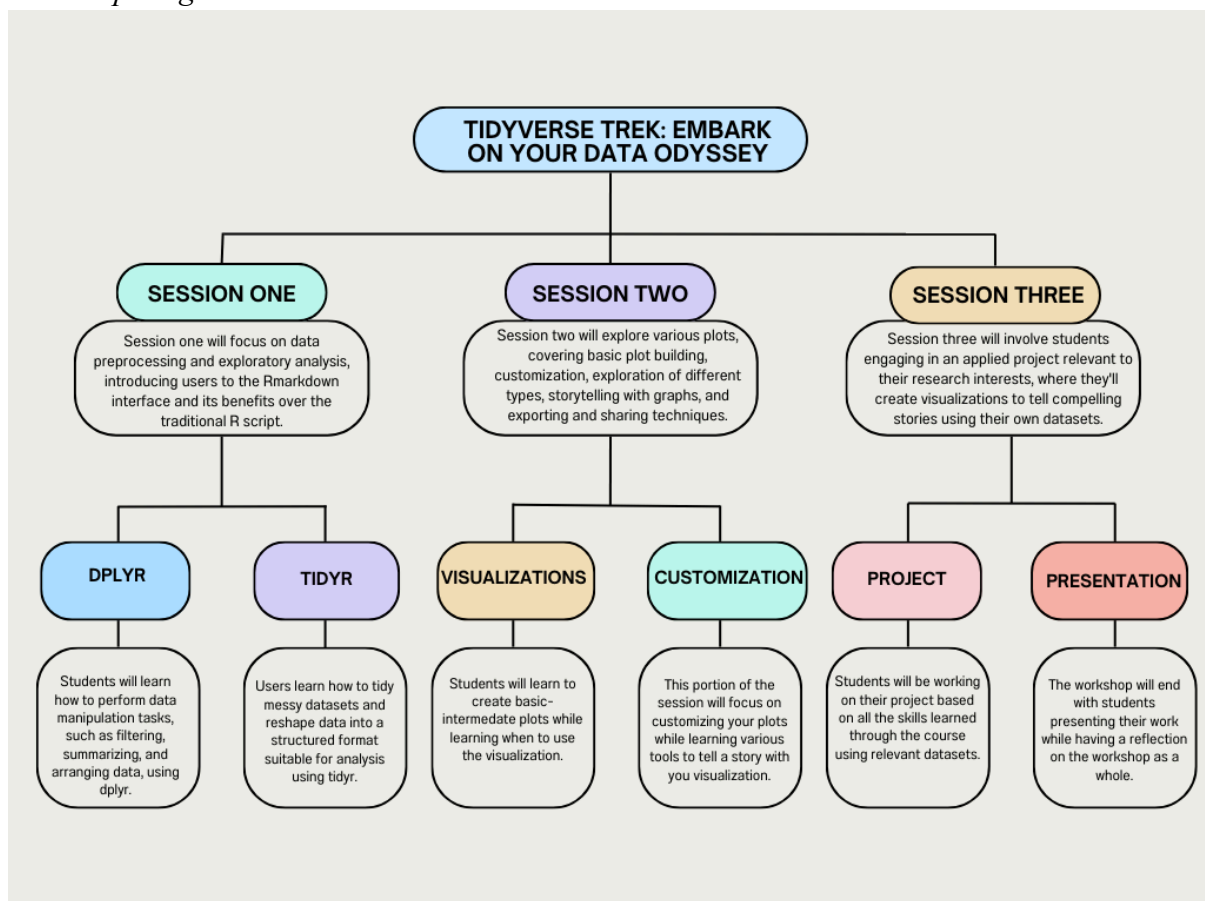 TIDYVERSE TREK: EMBARK
ON YOUR DATA ODYSSEY
SESSION ONE
Session one will focus on data
preprocessing and exploratory analysis,
introducing users to the Rmarkdown
interface and its benefits over the
traditional R script.
SESSION TWO
Session two will explore various plots,
covering basic plot building,
customization, exploration of different
types, storytelling with graphs, and
exporting and sharing techniques.
SESSION THREE
Session three will involve students
engaging in an applied project relevant to
their research interests, where they'll
create visualizations to tell compelling
stories using their own datasets.
DPLYR
Students will learn
how to perform data
manipulation tasks,
such as filtering,
summarizing, and
arranging data, using
dplyr.
TIDYR
Users learn how to tidy
messy datasets and
reshape data into a
structured format
suitable for analysis
using tidyr.
VISUALIZATIONS
Students will learn to
create basic-
intermedate plots while
learning when to use
the visualization.
CUSTOMIZATION
This portion of the
session will focus on
customizing your plots
while learning various
tools to tell a story with
you visualization.
PROJECT
Students will be working
on their project based
on all the skills learned
through the course
using relevant datasets.
PRESENTATION
The workshop will end
with students
presenting their work
while having a reflection
on the workshop as a
whole.